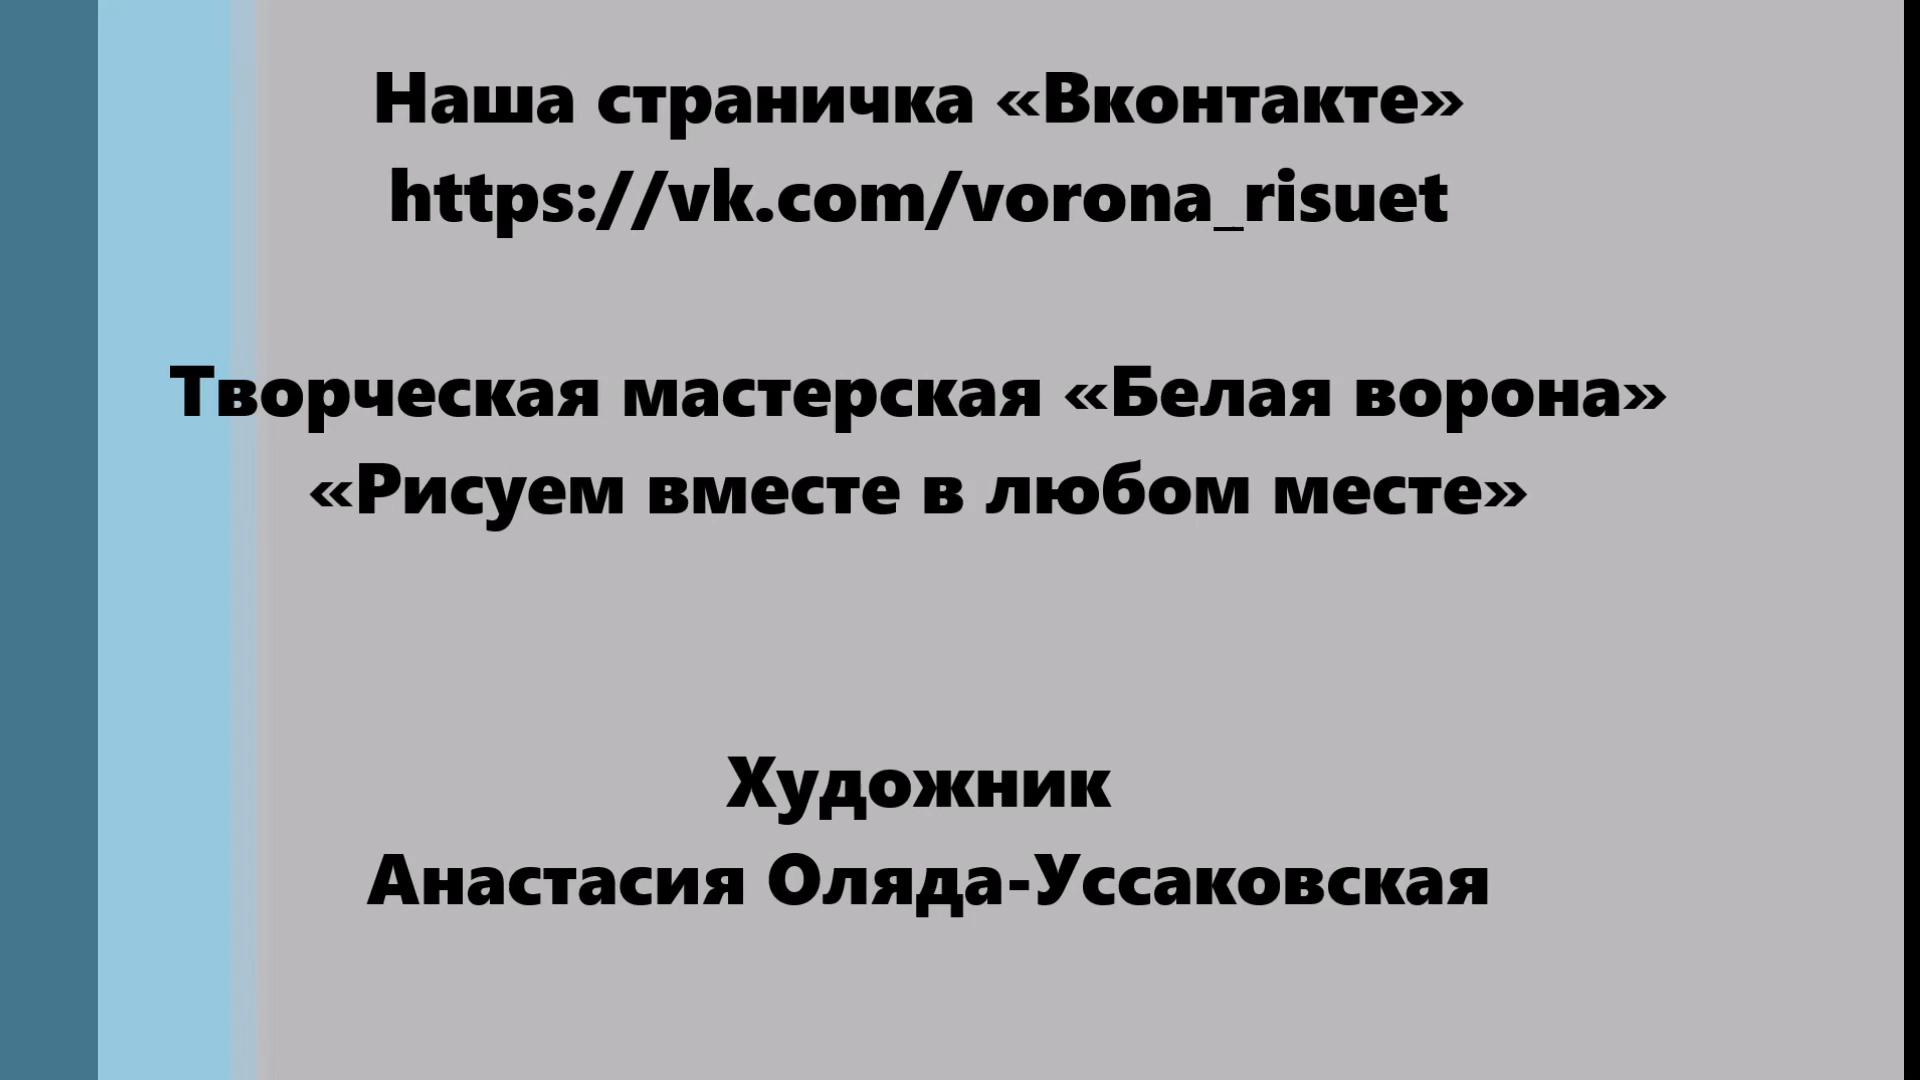 Наша страничка «Вконтакте»
https://vk.com/vorona_risuet
Творческая мастерская «Белая ворона»
«Рисуем вместе в любом месте»
Художник
Анастасия Оляда-Уссаковская